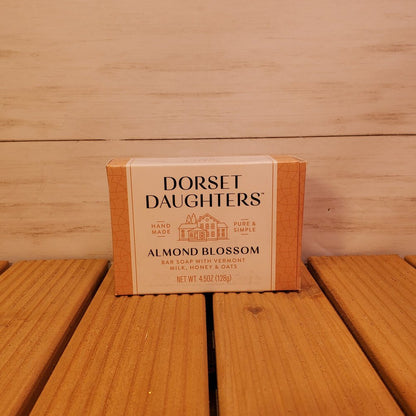 DORSET
DAUGHTERS™
HAND MADE
PURE & SIMPLE
ALMOND BLOSSOM
BAR SOAP WITH VERMONT
MILK, HONEY & OATS
NET WT 4.5OZ (128g)